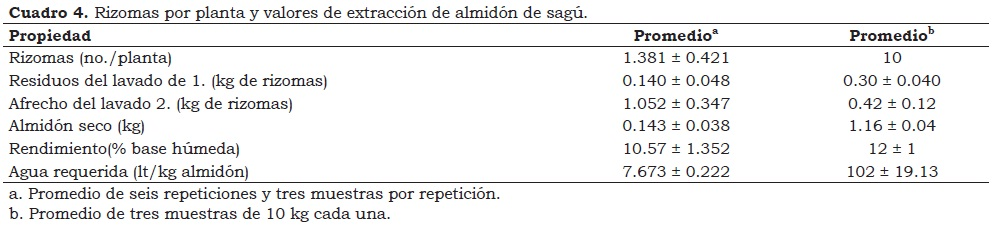 Cuadro 4. Rizomas por planta y valores de extracción de almidón de sagú.
Propiedad Promedioa Promediob
Rizomas (no./planta) 1.381 ± 0.421 10
Residuos del lavado de 1. (kg de rizomas) 0.140 ± 0.048 0.30 ± 0.040
Afrecho del lavado 2. (kg de rizomas) 1.052 ± 0.347 0.42 ± 0.12
Almidón seco (kg) 0.143 ± 0.038 1.16 ± 0.04
Rendimiento(% base húmeda) 10.57 ± 1.352 12 ± 1
Agua requerida (lt/kg almidón) 7.673 ± 0.222 102 ± 19.13
a. Promedio de seis repeticiones y tres muestras por repetición.
b. Promedio de tres muestras de 10 kg cada una.